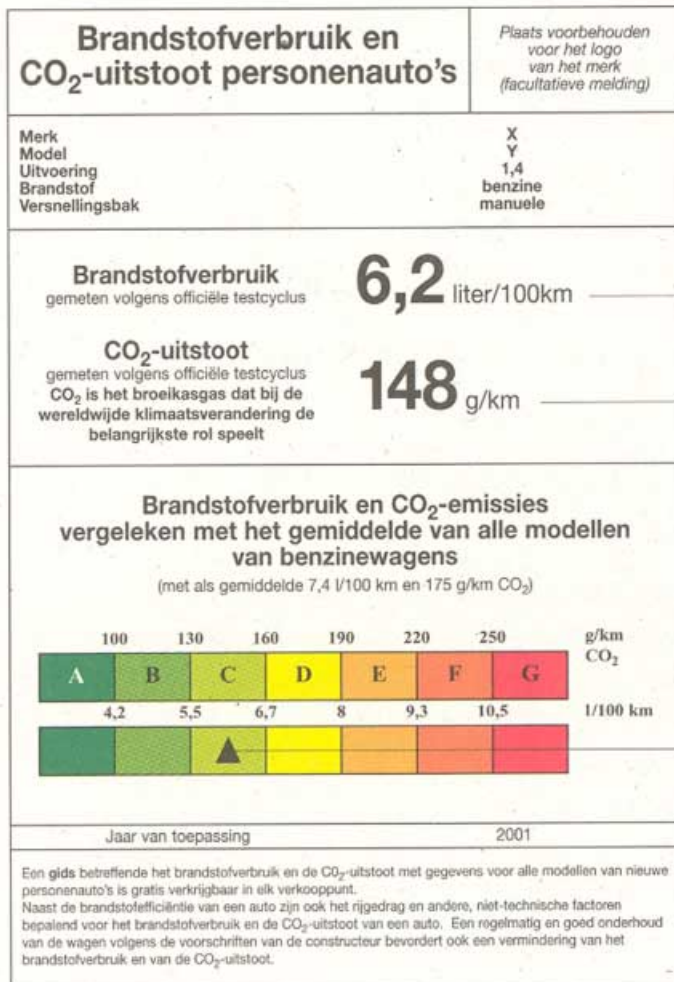 Brandstofverbruik en
CO₂-uitstoot personenauto's
Plaats voorbehouden
voor het logo
van het merk
(facultatieve melding)
Merk X
Model Y
Uitvoering 1,4
Brandstof benzine
Versnellingsbak manuele
Brandstofverbruik
gemeten volgens officiële testcyclus
6,2 liter/100km
CO₂-uitstoot
gemeten volgens officiële testcyclus
CO₂ is het broeikasgas dat bij de
wereldwijde klimaatsverandering de
belangrijkste rol speelt
148 g/km
Brandstofverbruik en CO₂-emissies
vergeleken met het gemiddelde van alle modellen
van benzinewagens
(met als gemiddelde 7,4 l/100 km en 175 g/km CO₂)
100 130 160 190 220 250 g/km
A B C D E F G CO₂
4,2 5,5 6,7 8 9,3 10,5 l/100 km
Jaar van toepassing 2001
Een gids betreffende het brandstofverbruik en de CO₂-uitstoot met gegevens voor alle modellen van nieuwe
personenauto's is gratis verkrijgbaar in elk verkooppunt.
Naast de brandstofefficiëntie van een auto zijn ook het rijgedrag en andere, niet-technische factoren
bepalend voor het brandstofverbruik en de CO₂-uitstoot van een auto. Een regelmatig en goed onderhoud
van de wagen volgens de voorschriften van de constructeur bevordert ook een vermindering van het
brandstofverbruik en van de CO₂-uitstoot.